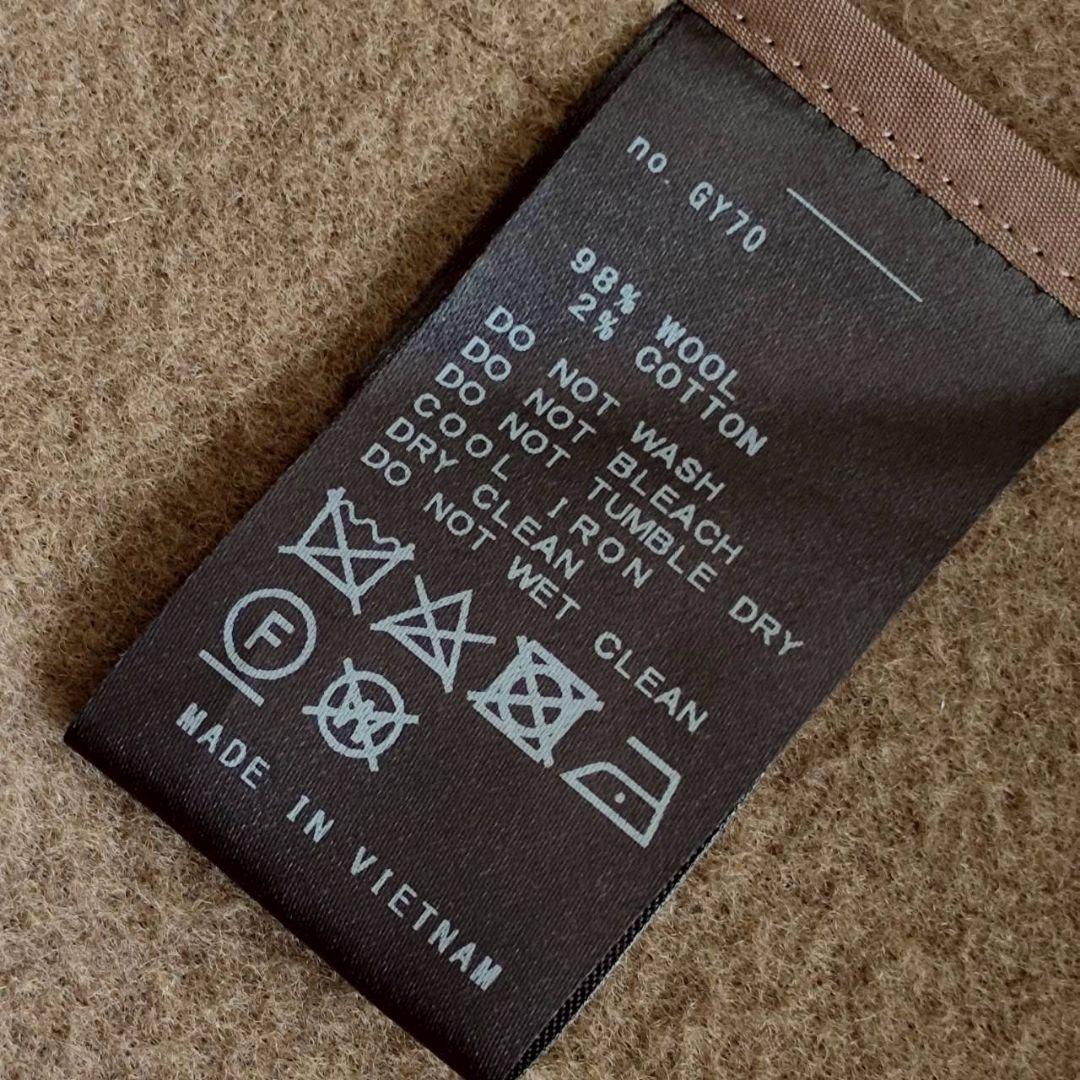 no. GY70
98% WOOL
2% COTTON
DO NOT WASH
DO NOT BLEACH
DO NOT TUMBLE DRY
COOL IRON
DRY CLEAN
DO NOT WET CLEAN
F
W
MADE IN VIETNAM